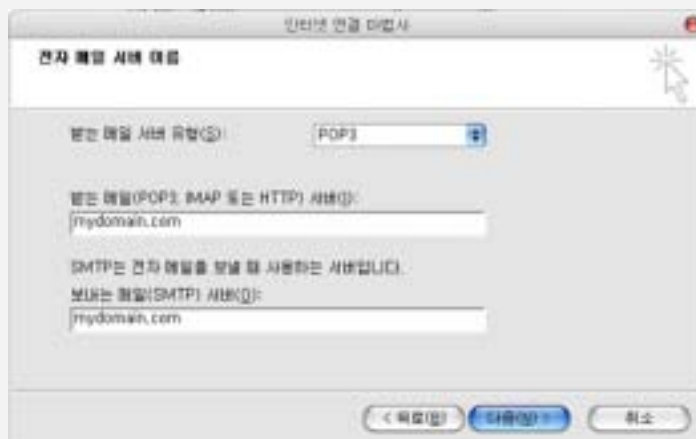 인터넷 연결 마법사
전자 메일 서버 이름
받는 메일 서버 유형(S): POP3
받는 메일(POP3, IMAP 또는 HTTP) 서버(I):
mydomain.com
SMTP는 전자 메일을 보낼 때 사용하는 서버입니다.
보내는 메일(SMTP) 서버(O):
mydomain.com
< 뒤로(B) 다음(N) > 취소